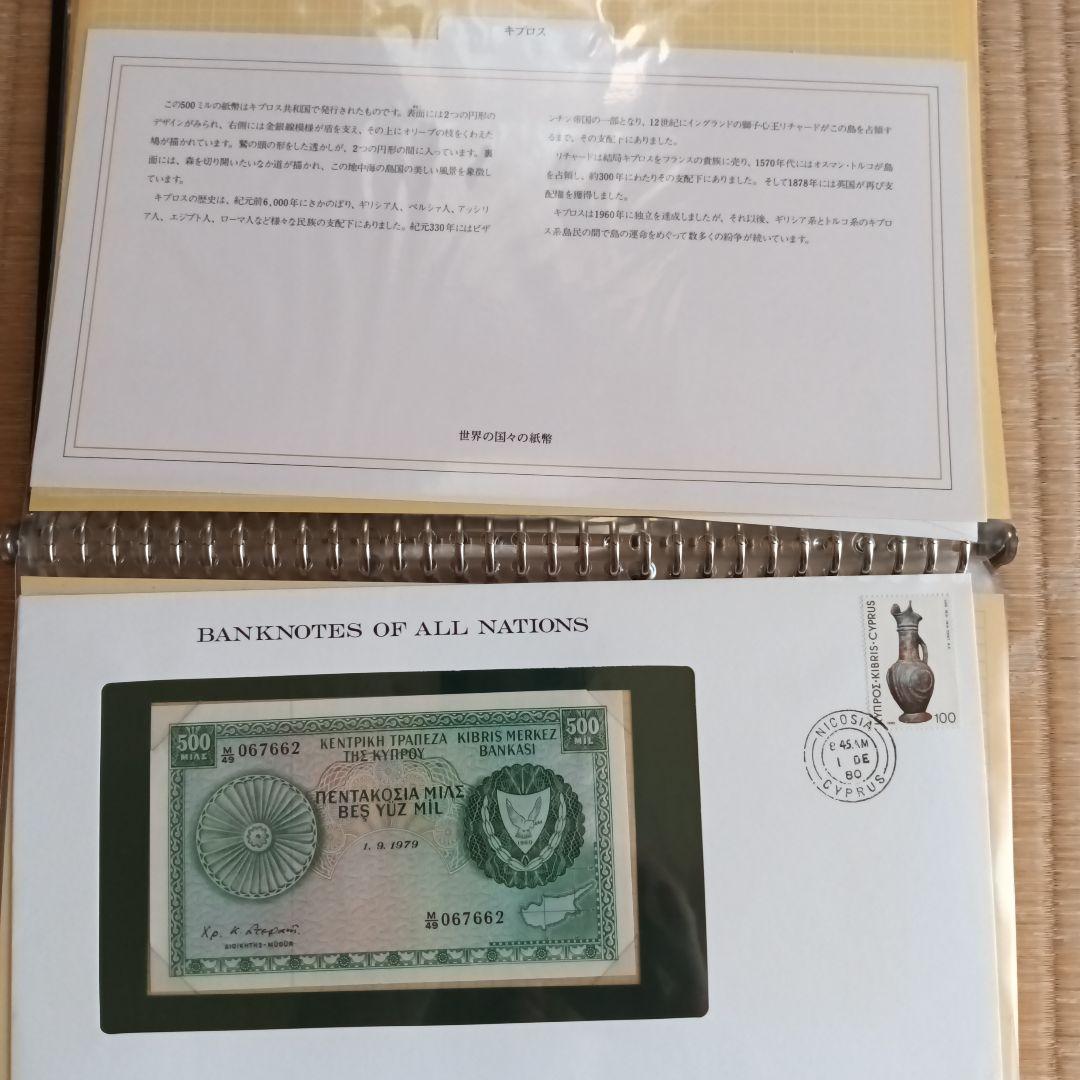 キプロス
この500ミルの紙幣はキプロス共和国で発行されたものです。表面には2つの円形の
デザインがみられ、右側には金銀線模様が盾を支え、その上にオリーブの枝をくわえた
鳩が描かれています。鷲の頭の形をした透かしが、2つの円形の間に入っています。裏
面には、森を切り開いたいなか道が描かれ、この地中海の島国の美しい風景を象徴し
ています。
キプロスの歴史は、紀元前6,000年にさかのぼり、ギリシア人、ペルシァ人、アッシリ
ア人、エジプト人、ローマ人など様々な民族の支配下にありました。紀元330年にはビザ
ンチン帝国の一部となり、12世紀にイングランドの獅子心王リチャードがこの島を占領す
るまで、その支配下にありました。
リチャードは結局キプロスをフランスの貴族に売り、1570年代にはオスマン・トルコが島
を占領し、約300年にわたりその支配下にありました。そして1878年には英国が再び支
配権を獲得しました。
キプロスは1960年に独立を達成しましたが、それ以後、ギリシア系とトルコ系のキプロ
ス系島民の間で島の運命をめぐって数多くの紛争が続いています。
世界の国々の紙幣
BANKNOTES OF ALL NATIONS
ΚΥΠΡΟΣ·KIBRIS·CYPRUS
100
NICOSIA
8 45 AM
1 DE
80
CYPRUS
500
ΜΙΛΣ
M/49 067662
ΚΕΝΤΡΙΚΗ ΤΡΑΠΕΖΑ
ΤΗΣ ΚΥΠΡΟΥ
KIBRIS MERKEZ
BANKASI
500
MİL
ΠΕΝΤΑΚΟΣΙΑ ΜΙΛΣ
BEŞ YÜZ MİL
1. 9. 1979
1960
M/49 067662
ΔΙΟΙΚΗΤΗΣ-MÜDÜR